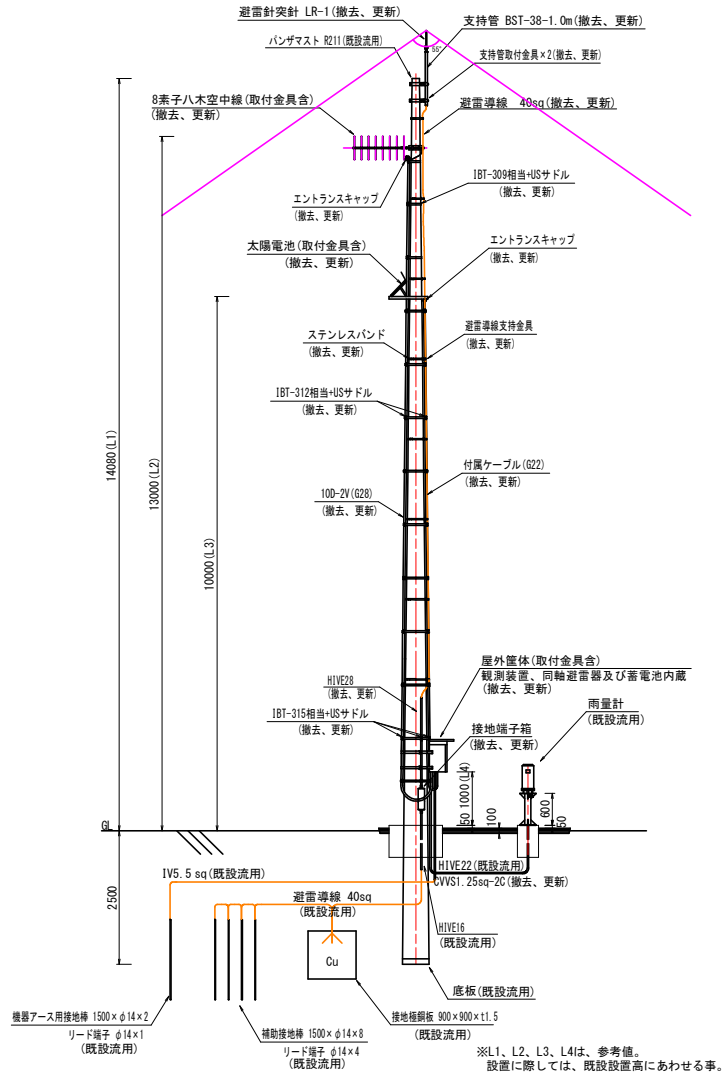 避雷針突針 LR-1(撤去、更新)
支持管 BST-38-1.0m(撤去、更新)
パンザマスト R211(既設流用)
55°
支持管取付金具×2(撤去、更新)
8素子八木空中線(取付金具含)
(撤去、更新)
避雷導線 40sq(撤去、更新)
IBT-309相当+USサドル
(撤去、更新)
エントランスキャップ
(撤去、更新)
エントランスキャップ
(撤去、更新)
太陽電池(取付金具含)
(撤去、更新)
ステンレスバンド
(撤去、更新)
避雷導線支持金具
(撤去、更新)
IBT-312相当+USサドル
(撤去、更新)
14080(L1)
13000(L2)
10000(L3)
付属ケーブル(G22)
(撤去、更新)
10D-2V(G28)
(撤去、更新)
屋外筐体(取付金具含)
観測装置、同軸避雷器及び蓄電池内蔵
(撤去、更新)
HIVE28
(撤去、更新)
雨量計
(既設流用)
IBT-315相当+USサドル
(撤去、更新)
接地端子箱
(撤去、更新)
1000(L4)
50
100
600
50
GL
2500
HIVE22(既設流用)
CVVS1.25sq-2C(撤去、更新)
IV5.5 sq(既設流用)
避雷導線 40sq
(既設流用)
HIVE16
(既設流用)
Cu
底板(既設流用)
機器アース用接地棒 1500×φ14×2
リード端子 φ14×1
(既設流用)
補助接地棒 1500×φ14×8
リード端子 φ14×4
(既設流用)
接地極銅板 900×900×t1.5
(既設流用)
※L1、L2、L3、L4は、参考値。
設置に際しては、既設設置高にあわせる事。